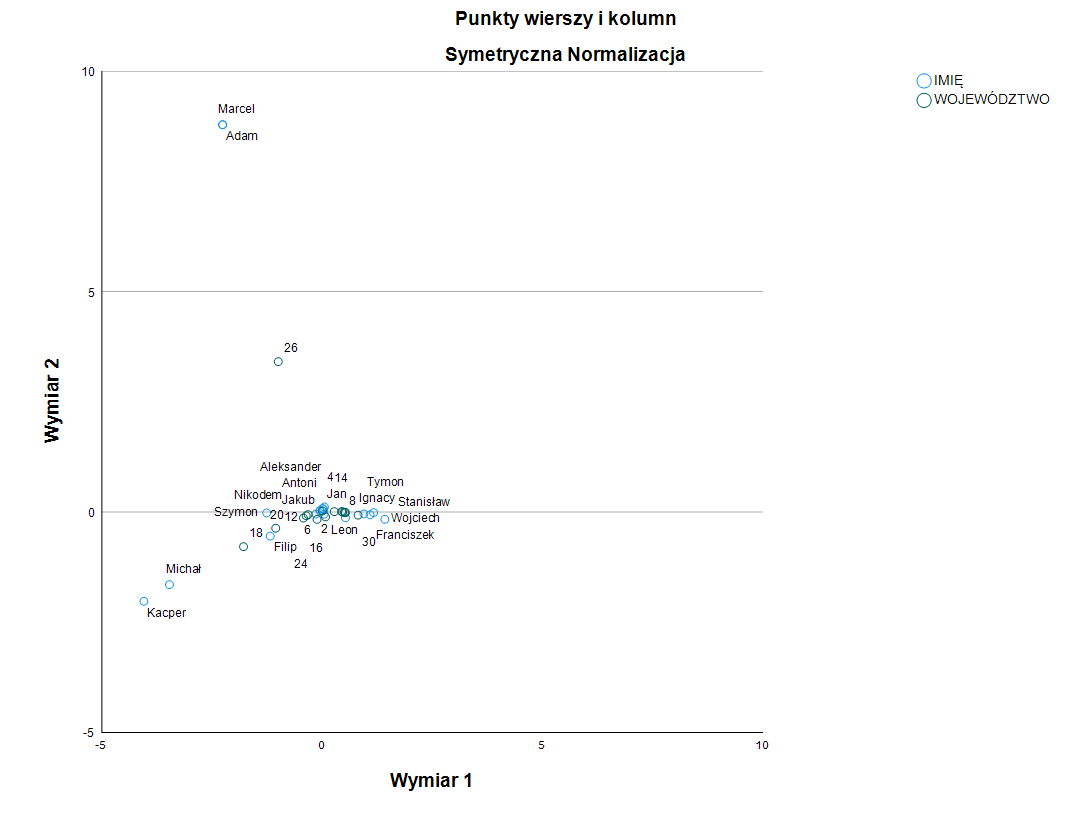 Punkty wierszy i kolumn
Symetryczna Normalizacja
IMIĘ
WOJEWÓDZTWO
10
Marcel
Adam
5
26
Wymiar 2
Aleksander
Antoni
414
Tymon
Nikodem
Jakub
Jan
8
Ignacy
Stanisław
Szymon
20
12
Wojciech
0
18
6
2
Leon
30
Franciszek
Filip
16
24
Michał
Kacper
-5
-5
0
5
10
Wymiar 1